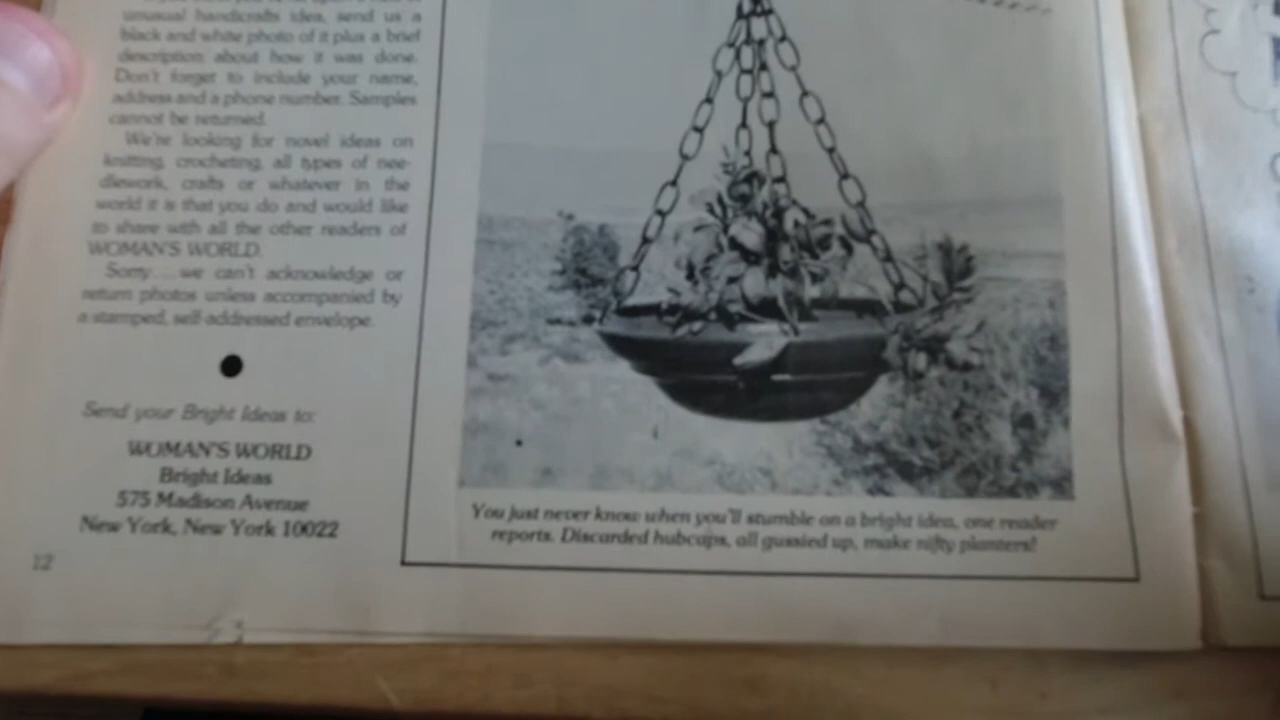 unusual handicrafts idea, send us a
black and white photo of it plus a brief
description about how it was done.
Don't forget to include your name,
address and a phone number. Samples
cannot be returned.
We're looking for novel ideas on
knitting, crocheting, all types of nee-
dlework, crafts or whatever in the
world it is that you do and would like
to share with all the other readers of
WOMAN'S WORLD.
Sorry...we can't acknowledge or
return photos unless accompanied by
a stamped, self-addressed envelope.
Send your Bright Ideas to:
WOMAN'S WORLD
Bright Ideas
575 Madison Avenue
New York, New York 10022
12
You just never know when you'll stumble on a bright idea, one reader
reports. Discarded hubcaps, all gussied up, make nifty planters!